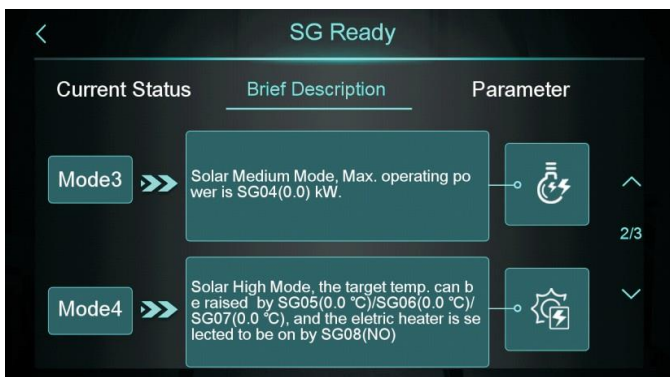 SG Ready
Current Status
Brief Description
Parameter
Mode3
Solar Medium Mode, Max. operating po
wer is SG04(0.0) kW.
2/3
Mode4
Solar High Mode, the target temp. can b
e raised by SG05(0.0 ℃)/SG06(0.0 ℃)/
SG07(0.0 ℃), and the eletric heater is se
lected to be on by SG08(NO)